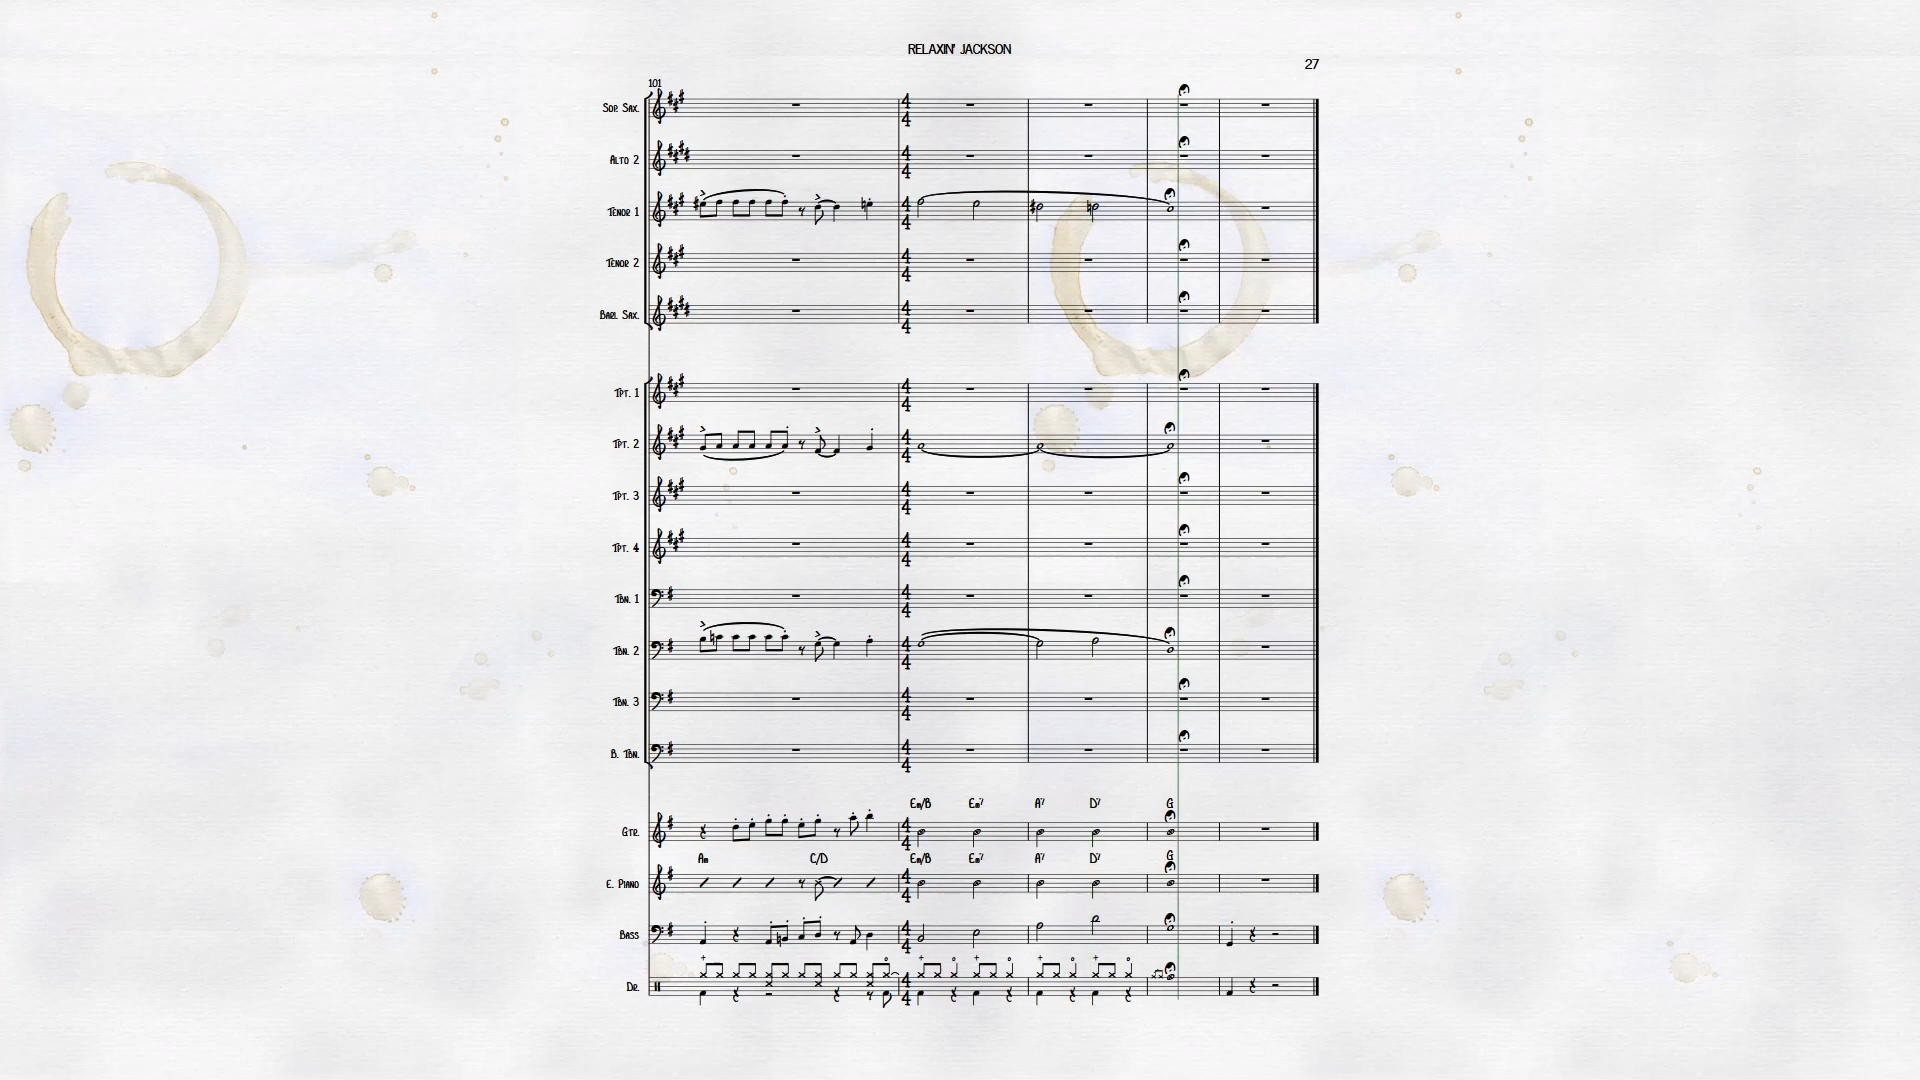 RELAXIN' JACKSON
27
101
SOP. SAX.
ALTO 2
TENOR 1
TENOR 2
BARI. SAX.
TPT. 1
TPT. 2
TPT. 3
TPT. 4
TBN. 1
TBN. 2
TBN. 3
B. TBN.
Em/B Em7 A7 D7 G
GTR.
Am C/D Em/B Em7 A7 D7 G
E. PIANO
BASS
DR.